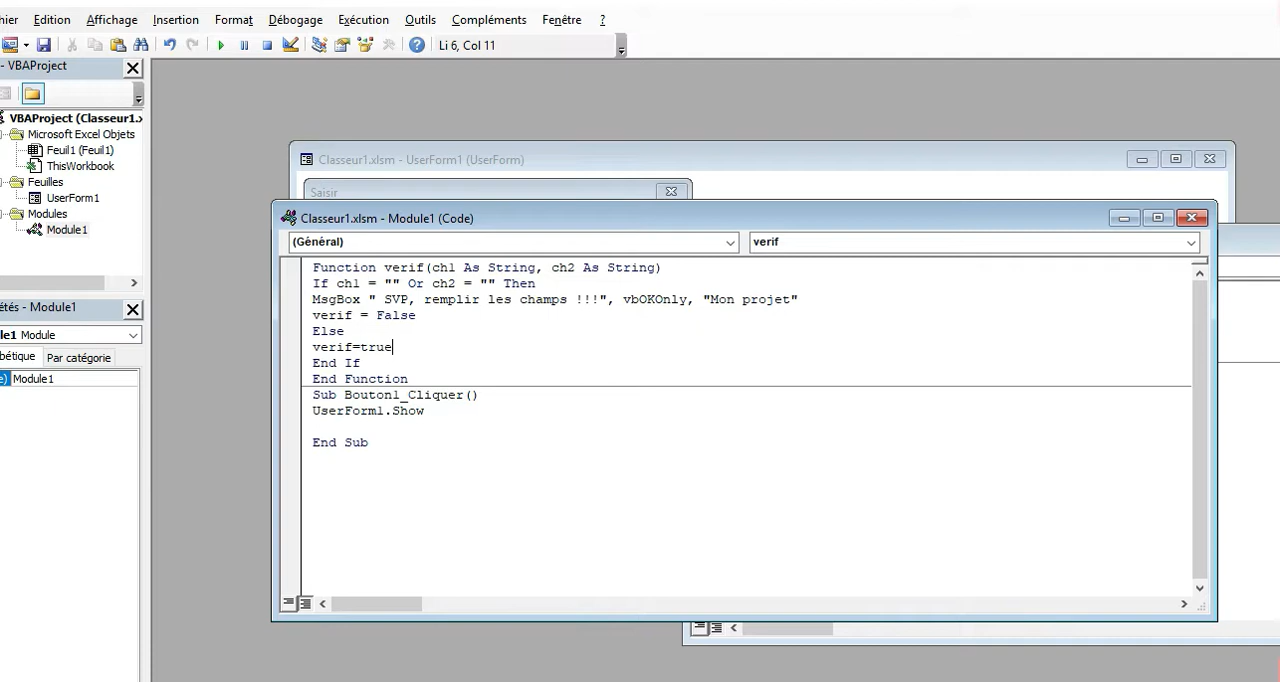 hier Edition Affichage Insertion Format Débogage Exécution Outils Compléments Fenêtre ?
Li 6, Col 11
- VBAProject
VBAProject (Classeur1.x
Microsoft Excel Objets
Feuil1 (Feuil1)
ThisWorkbook
Feuilles
UserForm1
Modules
Module1
étés - Module1
le1 Module
bétique Par catégorie
e) Module1
Classeur1.xlsm - UserForm1 (UserForm)
Saisir
Classeur1.xlsm - Module1 (Code)
(Général) verif
Function verif(ch1 As String, ch2 As String)
If ch1 = "" Or ch2 = "" Then
MsgBox " SVP, remplir les champs !!!", vbOKOnly, "Mon projet"
verif = False
Else
verif=true
End If
End Function
Sub Bouton1_Cliquer()
UserForm1.Show
End Sub